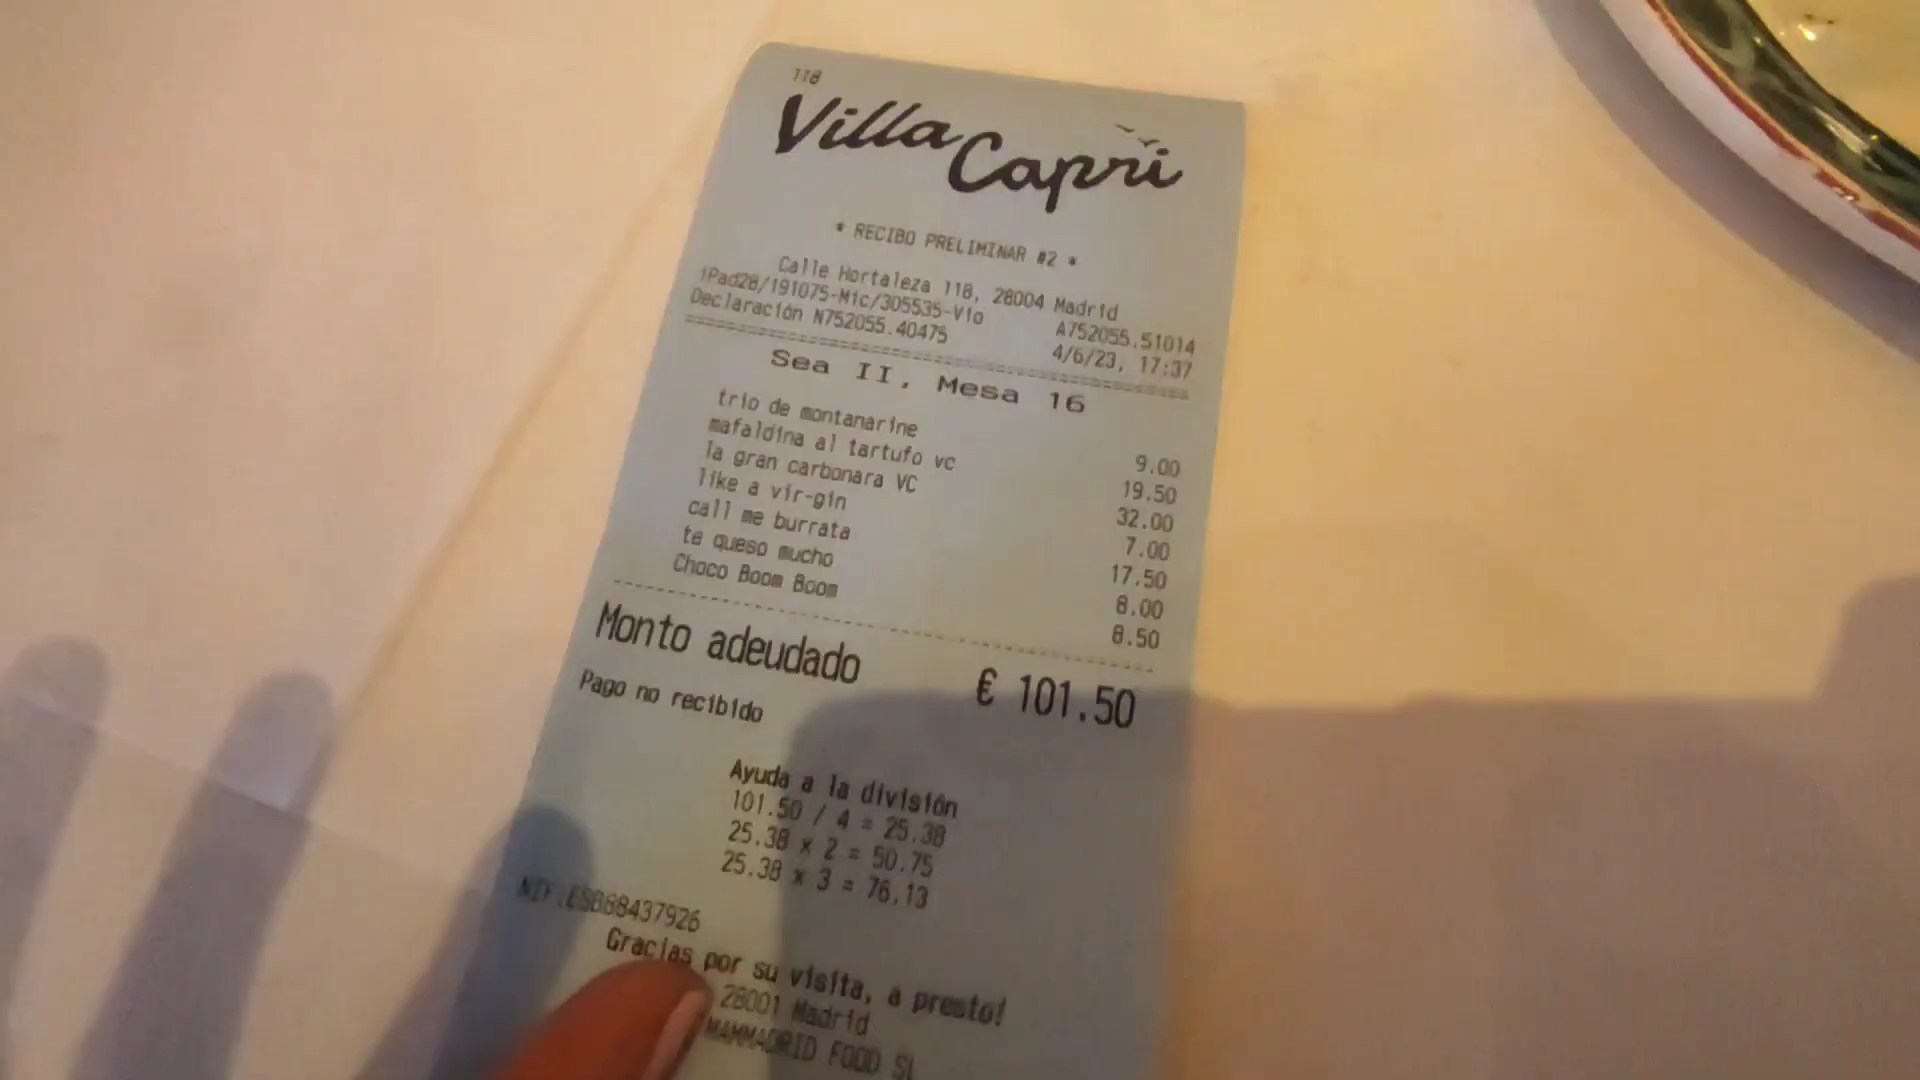 118
Villa Capri
* RECIBO PRELIMINAR #2 *
Calle Hortaleza 118, 28004 Madrid
iPad28/191075-Mic/305535-Vio A752055.51014
Declaración N752055.40475 4/6/23, 17:37
Sea II, Mesa 16
trio de montanarine 9.00
mafaldina al tartufo vc 19.50
la gran carbonara VC 32.00
like a vir-gin 7.00
call me burrata 17.50
te queso mucho 8.00
Choco Boom Boom 8.50
Monto adeudado € 101.50
Pago no recibido
Ayuda a la división
101.50 / 4 = 25.38
25.38 x 2 = 50.75
25.38 x 3 = 76.13
NIF.ESB88437926
Gracias por su visita, a presto!
28001 Madrid
MAMMADRID FOOD SL